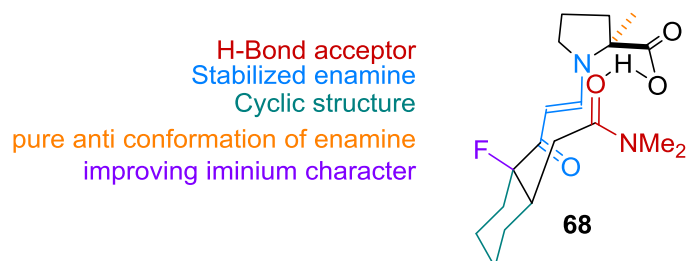 H-Bond acceptor
Stabilized enamine
Cyclic structure
pure anti conformation of enamine
improving iminium character
N
H
O
O
O
NMe2
F
O
68